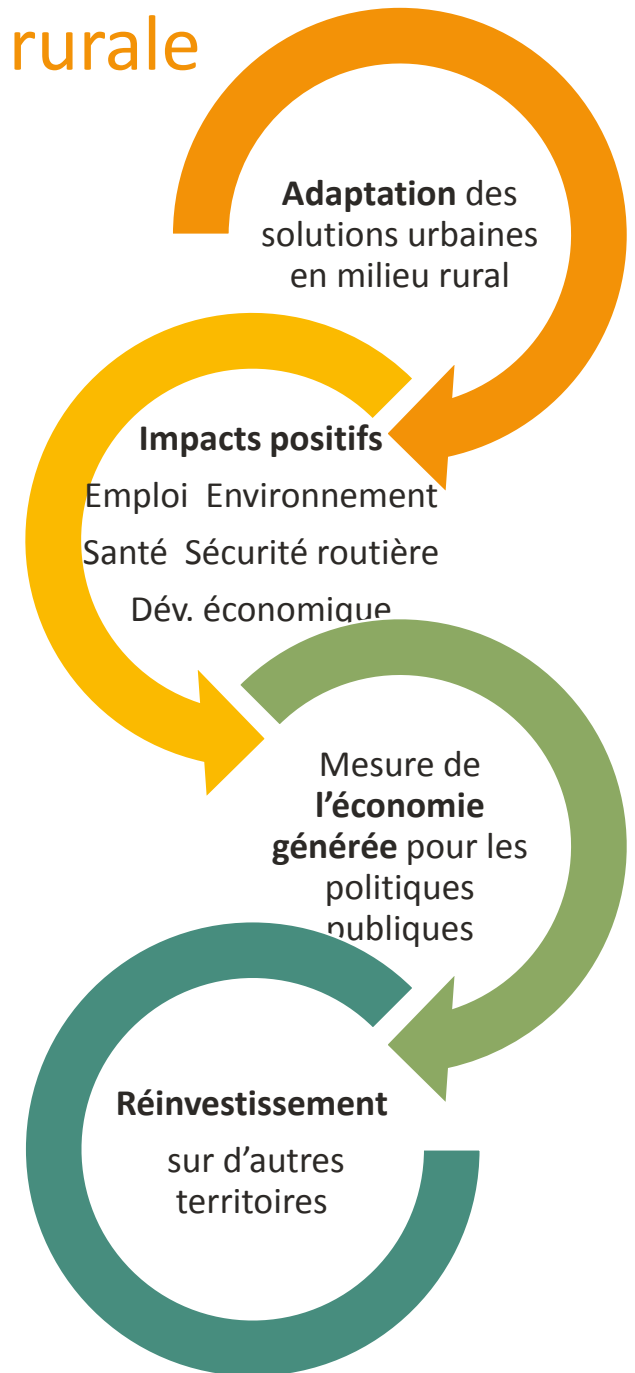 rurale
Adaptation des
solutions urbaines
en milieu rural
Impacts positifs
Emploi  Environnement
Santé  Sécurité routière
Dév. économique
Mesure de
l’économie
générée pour les
politiques
publiques
Réinvestissement
sur d’autres
territoires